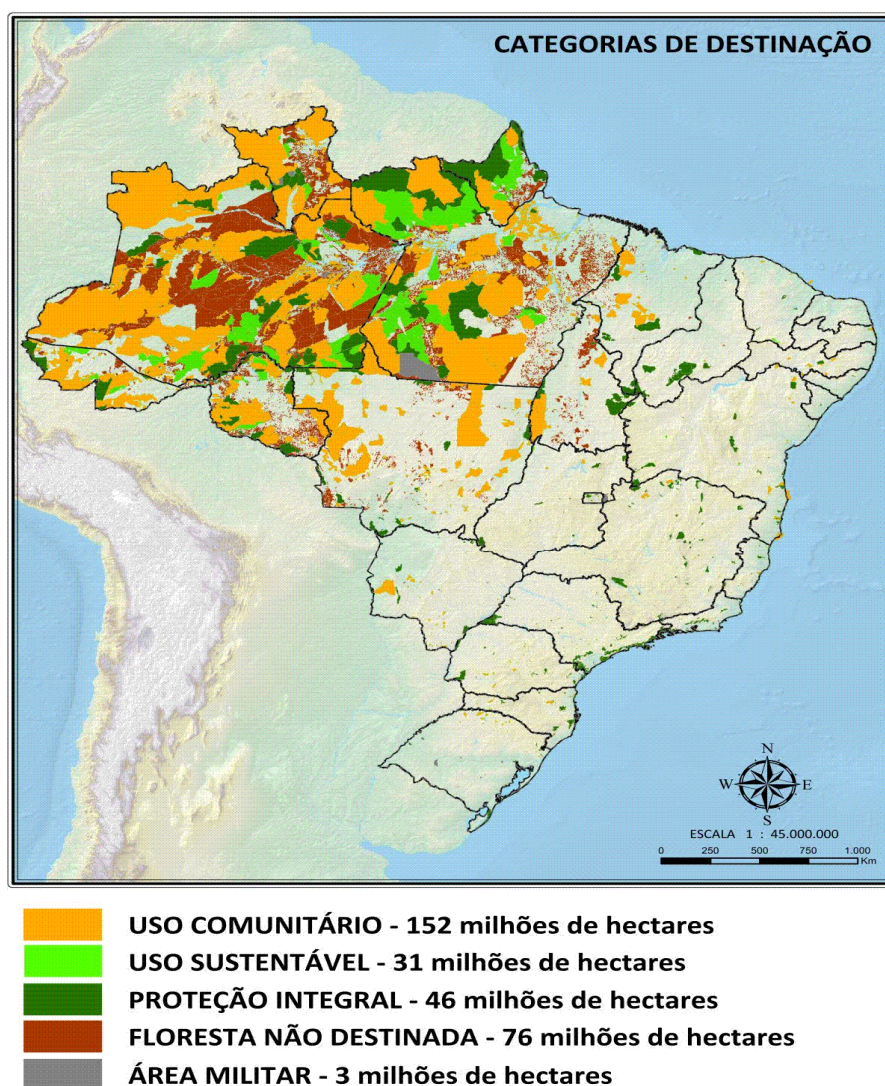 CATEGORIAS DE DESTINAÇÃO
N
W E
S
ESCALA 1 : 45.000.000
0 250 500 750 1.000
Km
USO COMUNITÁRIO - 152 milhões de hectares
USO SUSTENTÁVEL - 31 milhões de hectares
PROTEÇÃO INTEGRAL - 46 milhões de hectares
FLORESTA NÃO DESTINADA - 76 milhões de hectares
ÁREA MILITAR - 3 milhões de hectares